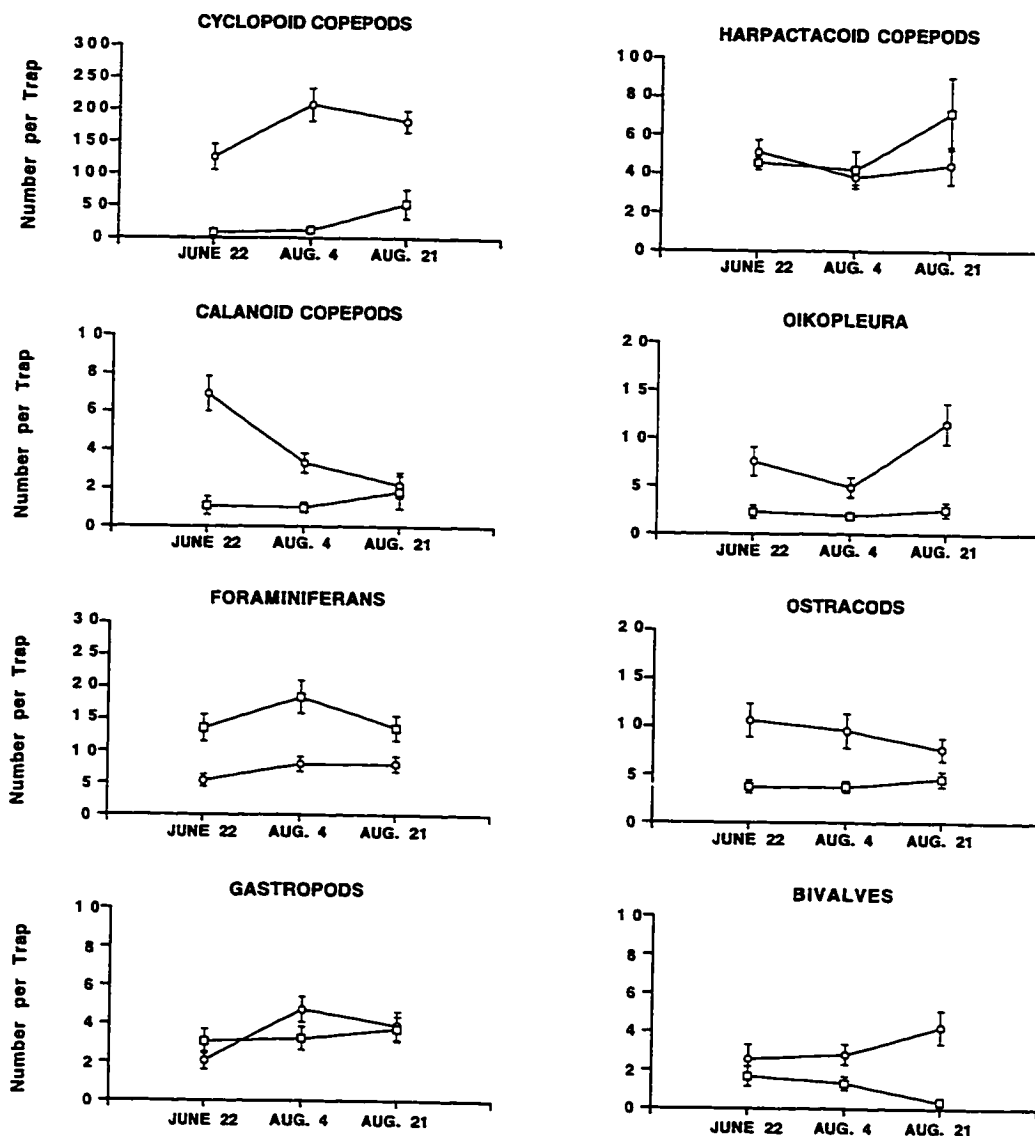 CYCLOPOID COPEPODS
Number per Trap
300
250
200
150
100
50
0
JUNE 22 AUG. 4 AUG. 21
HARPACTACOID COPEPODS
100
80
60
40
20
0
JUNE 22 AUG. 4 AUG. 21
CALANOID COPEPODS
Number per Trap
10
8
6
4
2
0
JUNE 22 AUG. 4 AUG. 21
OIKOPLEURA
20
15
10
5
0
JUNE 22 AUG. 4 AUG. 21
FORAMINIFERANS
Number per Trap
30
25
20
15
10
5
0
JUNE 22 AUG. 4 AUG. 21
OSTRACODS
20
15
10
5
0
JUNE 22 AUG. 4 AUG. 21
GASTROPODS
Number per Trap
10
8
6
4
2
0
JUNE 22 AUG. 4 AUG. 21
BIVALVES
10
8
6
4
2
0
JUNE 22 AUG. 4 AUG. 21